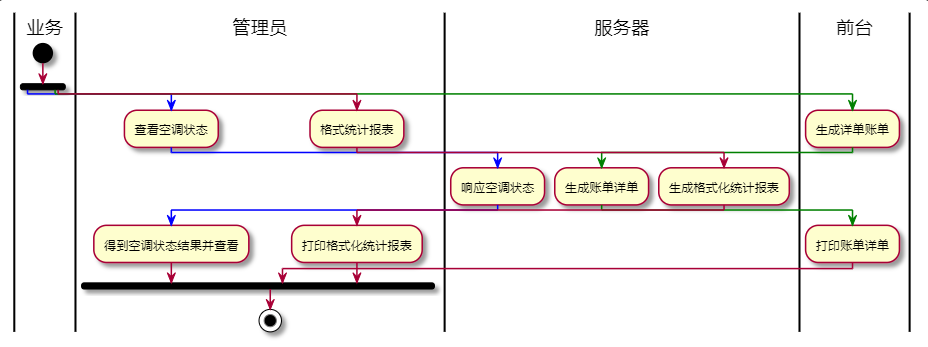 业务
管理员
服务器
前台
查看空调状态
格式统计报表
生成详单账单
响应空调状态
生成账单详单
生成格式化统计报表
得到空调状态结果并查看
打印格式化统计报表
打印账单详单